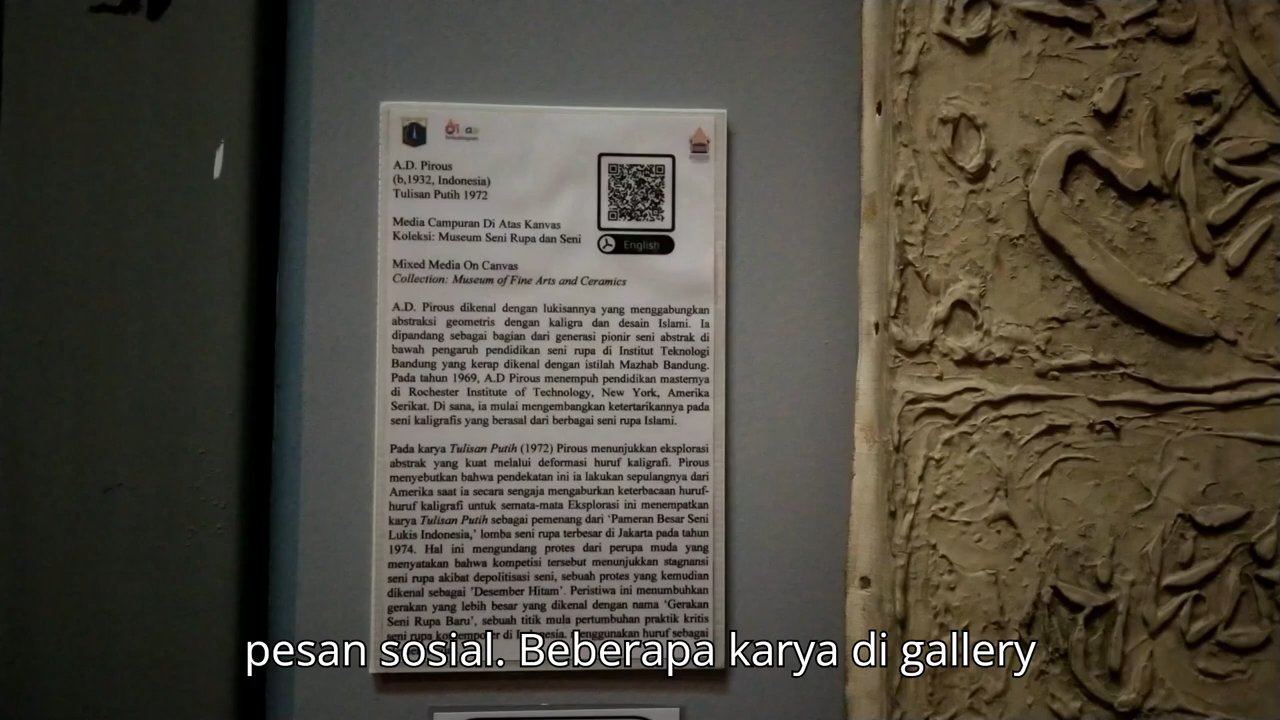 A.D. Pirous
(b,1932, Indonesia)
Tulisan Putih 1972
Media Campuran Di Atas Kanvas
Koleksi: Museum Seni Rupa dan Seni
English
Mixed Media On Canvas
Collection: Museum of Fine Arts and Ceramics
A.D. Pirous dikenal dengan lukisannya yang menggabungkan
abstraksi geometris dengan kaligra dan desain Islami. Ia
dipandang sebagai bagian dari generasi pionir seni abstrak di
bawah pengaruh pendidikan seni rupa di Institut Teknologi
Bandung yang kerap dikenal dengan istilah Mazhab Bandung.
Pada tahun 1969, A.D Pirous menempuh pendidikan masternya
di Rochester Institute of Technology, New York, Amerika
Serikat. Di sana, ia mulai mengembangkan ketertarikannya pada
seni kaligrafis yang berasal dari berbagai seni rupa Islami.
Pada karya Tulisan Putih (1972) Pirous menunjukkan eksplorasi
abstrak yang kuat melalui deformasi huruf kaligrafi. Pirous
menyebutkan bahwa pendekatan ini ia lakukan sepulangnya dari
Amerika saat ia secara sengaja mengaburkan keterbacaan huruf-
huruf kaligrafi untuk semata-mata Eksplorasi ini menempatkan
karya Tulisan Putih sebagai pemenang dari ‘Pameran Besar Seni
Lukis Indonesia,’ lomba seni rupa terbesar di Jakarta pada tahun
1974. Hal ini mengundang protes dari perupa muda yang
menyatakan bahwa kompetisi tersebut menunjukkan stagnansi
seni rupa akibat depolitisasi seni, sebuah protes yang kemudian
dikenal sebagai ’Desember Hitam’. Peristiwa ini menumbuhkan
gerakan yang lebih besar yang dikenal dengan nama ‘Gerakan
Seni Rupa Baru’, sebuah titik mula pertumbuhan praktik kritis
seni rupa kontemporer di Indonesia. menggunakan huruf sebagai
pesan sosial. Beberapa karya di gallery